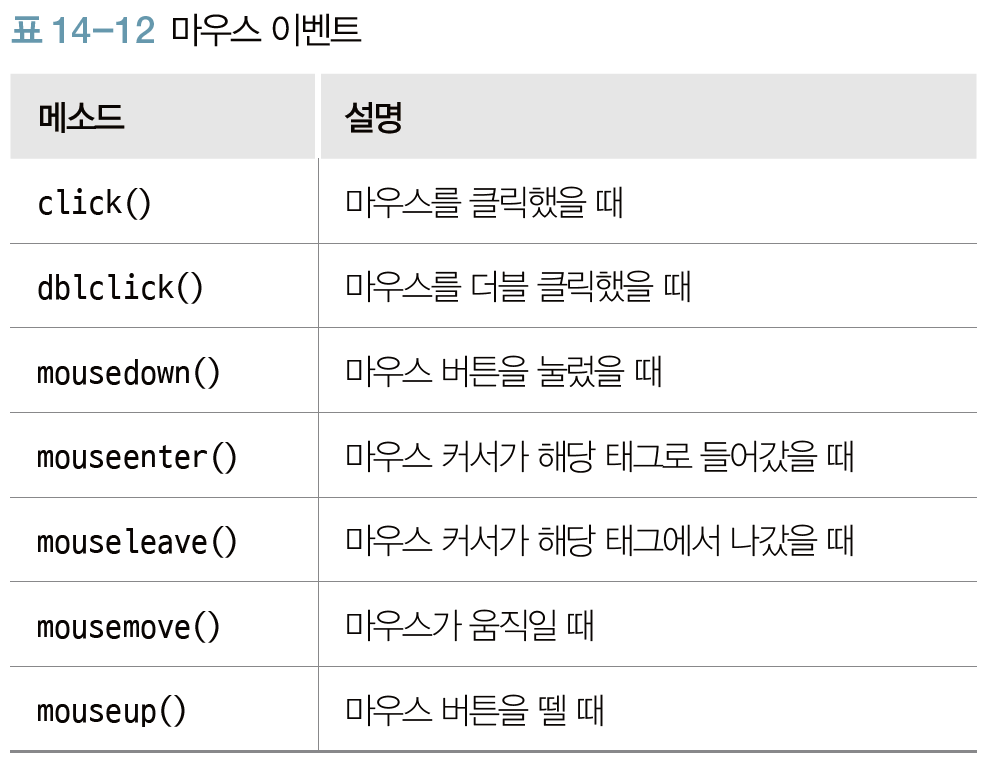 표 14-12 마우스 이벤트
메소드 설명
click() 마우스를 클릭했을 때
dblclick() 마우스를 더블 클릭했을 때
mousedown() 마우스 버튼을 눌렀을 때
mouseenter() 마우스 커서가 해당 태그로 들어갔을 때
mouseleave() 마우스 커서가 해당 태그에서 나갔을 때
mousemove() 마우스가 움직일 때
mouseup() 마우스 버튼을 뗄 때